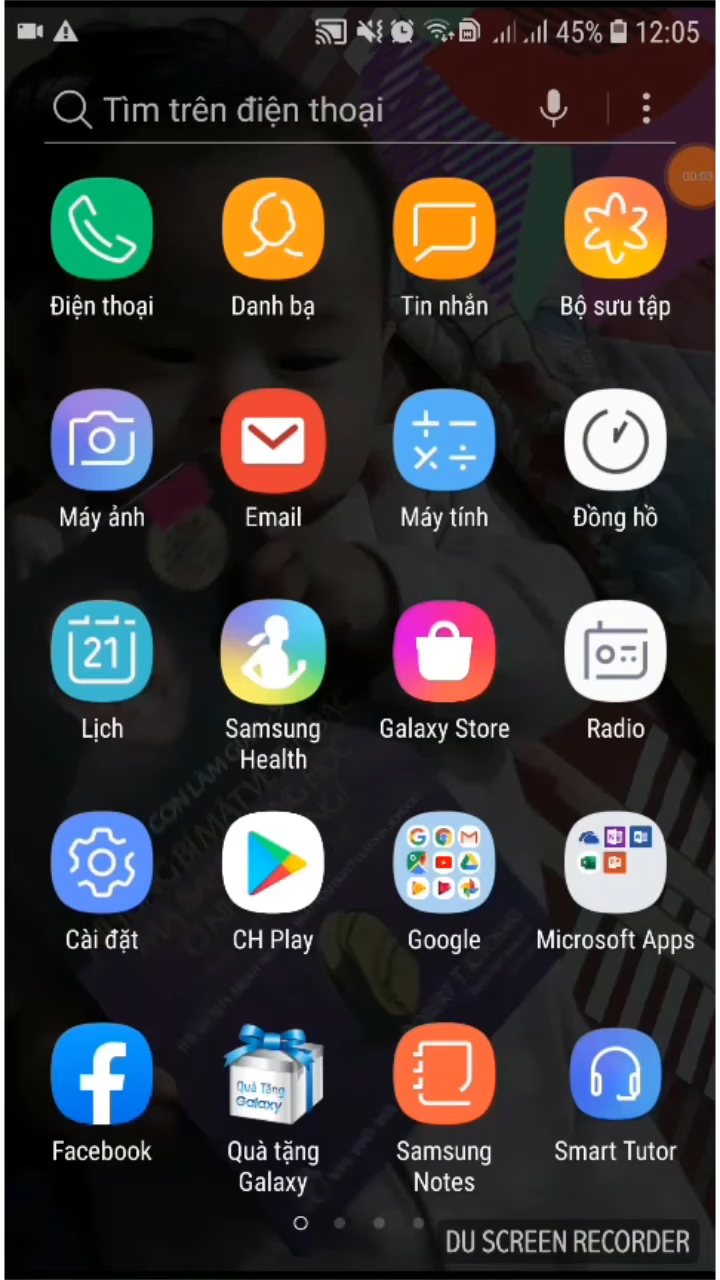 45% 12:05
Tìm trên điện thoại
00:03
Điện thoại
Danh bạ
Tin nhắn
Bộ sưu tập
Máy ảnh
Email
Máy tính
Đồng hồ
21
Lịch
Samsung
Health
Galaxy Store
Radio
Cài đặt
CH Play
Google
Microsoft Apps
Facebook
Quà Tặng
Galaxy
Quà tặng
Galaxy
Samsung
Notes
Smart Tutor
DU SCREEN RECORDER